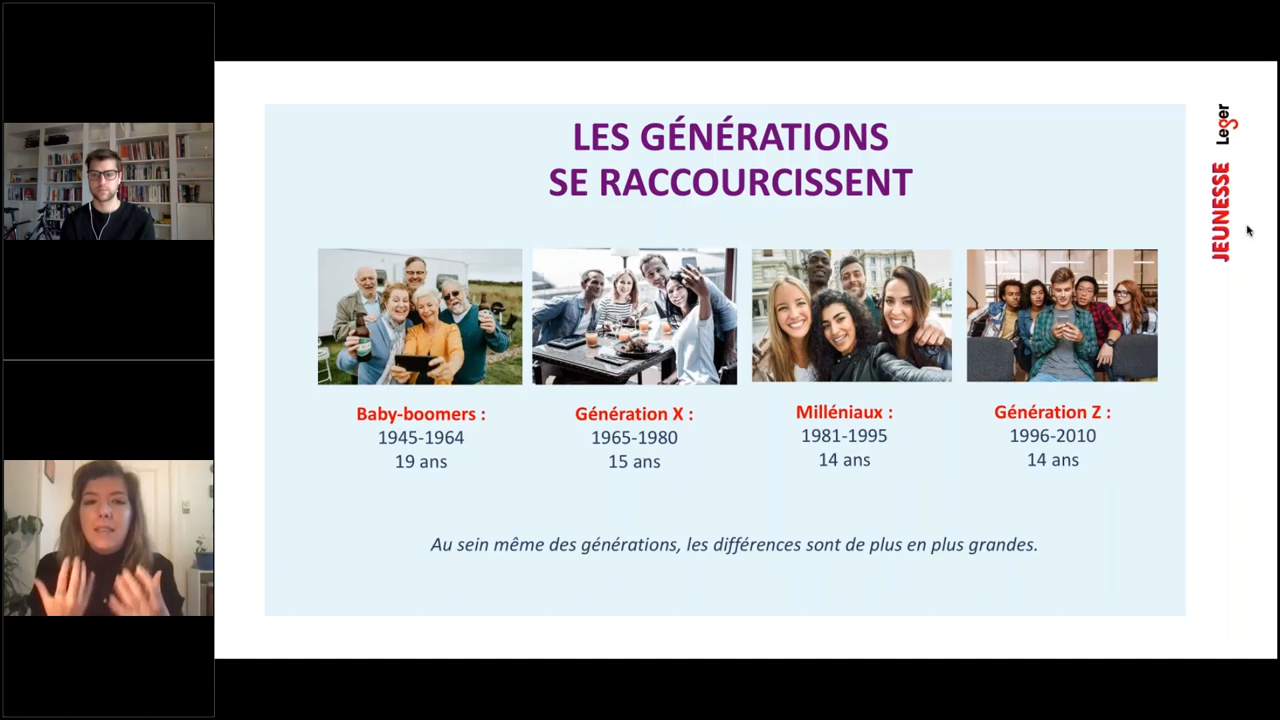 LES GÉNÉRATIONS
SE RACCOURCISSENT
Baby-boomers :
1945-1964
19 ans
Génération X :
1965-1980
15 ans
Milléniaux :
1981-1995
14 ans
Génération Z :
1996-2010
14 ans
Au sein même des générations, les différences sont de plus en plus grandes.
JEUNESSE Leger